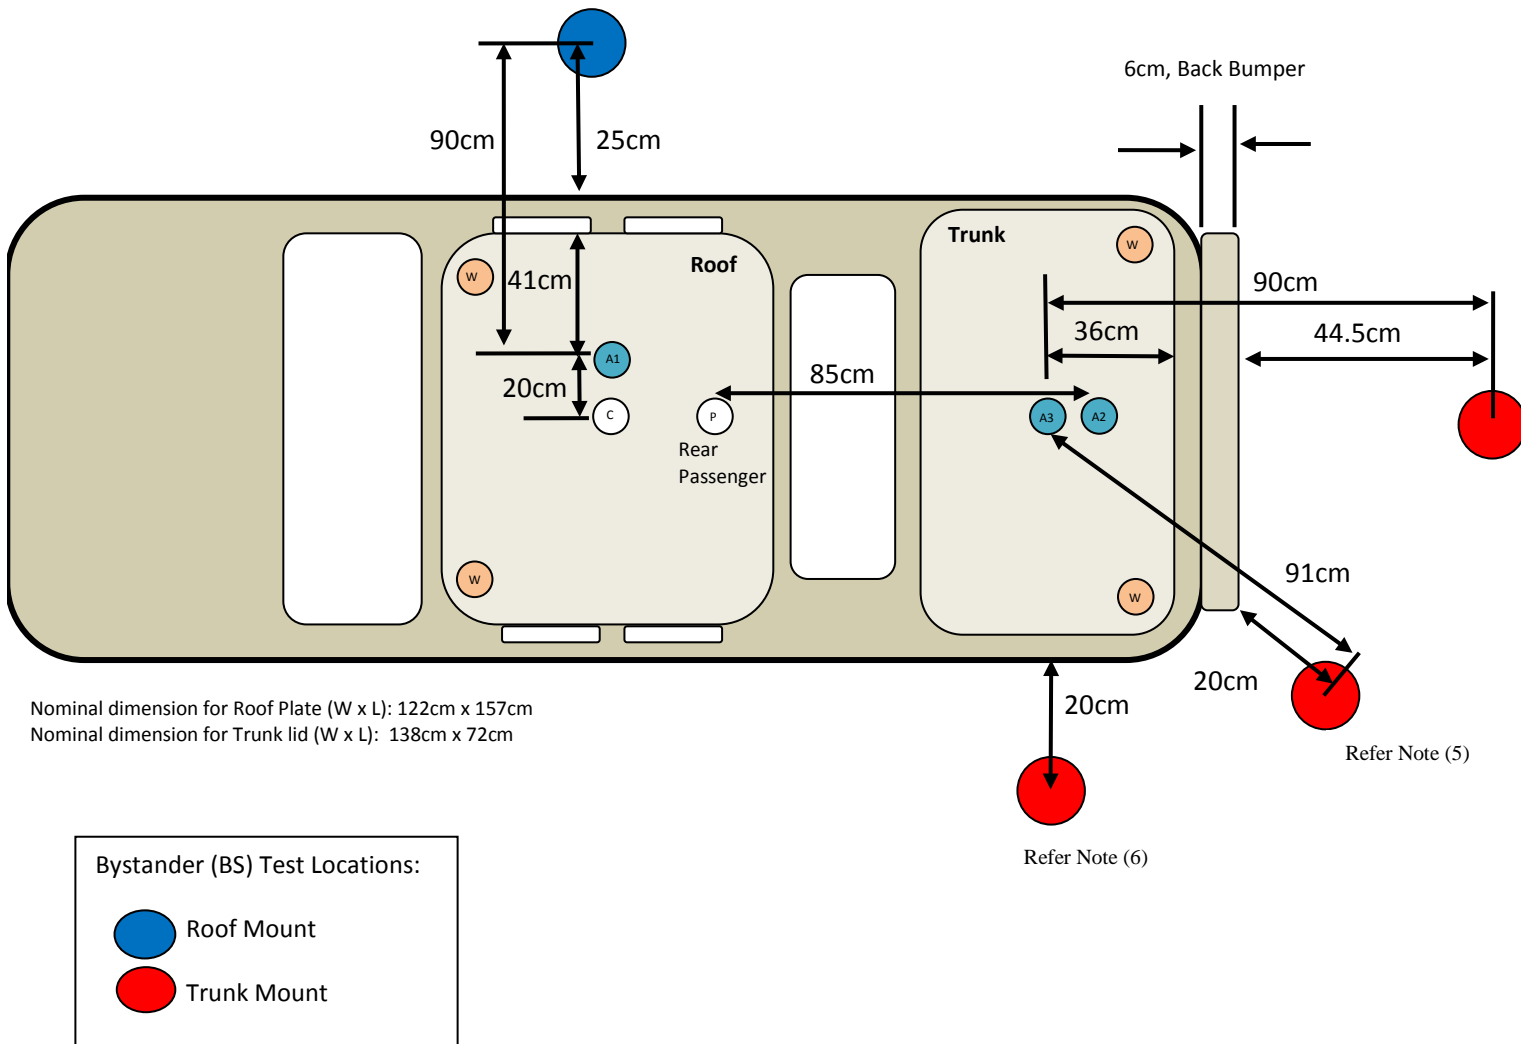 6cm, Back Bumper
90cm
25cm
Trunk
W
Roof
W
41cm
90cm
36cm
44.5cm
A1
85cm
20cm
C
P
A3
A2
Rear
Passenger
91cm
W
W
20cm
20cm
Nominal dimension for Roof Plate (W x L): 122cm x 157cm
Nominal dimension for Trunk lid (W x L): 138cm x 72cm
Refer Note (5)
Refer Note (6)
Bystander (BS) Test Locations:
Roof Mount
Trunk Mount